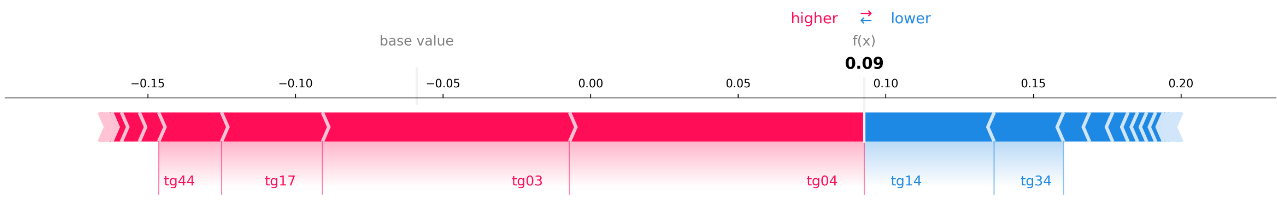 higher ⇄ lower
base value f(x)
0.09
−0.15 −0.10 −0.05 0.00 0.05 0.10 0.15 0.20
tg44 tg17 tg03 tg04 tg14 tg34